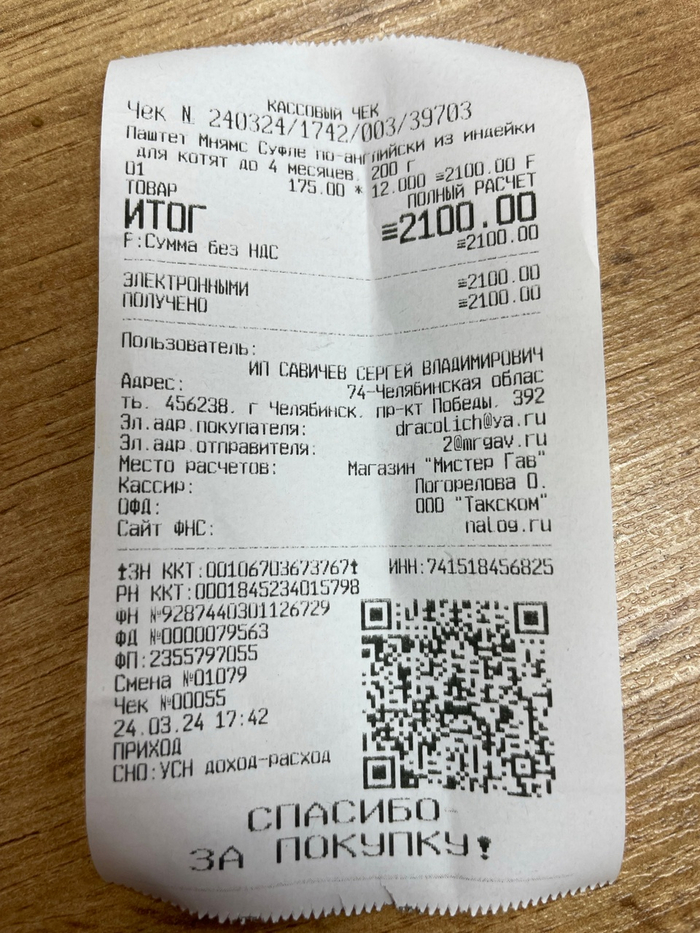 КАССОВЫЙ ЧЕК
Чек N 240324/1742/003/39703
Паштет Мнямс Суфле по-английски из индейки
для котят до 4 месяцев. 200 г
01 175.00 * 12.000 ≡2100.00 F
ТОВАР ПОЛНЫЙ РАСЧЕТ
ИТОГ ≡2100.00
F:Сумма без НДС ≡2100.00
ЭЛЕКТРОННЫМИ ≡2100.00
ПОЛУЧЕНО ≡2100.00
Пользователь:
ИП САВИЧЕВ СЕРГЕЙ ВЛАДИМИРОВИЧ
Адрес: 74-Челябинская облас
ть. 456238. г Челябинск. пр-кт Победы. 392
Эл.адр.покупателя: dracolich@ya.ru
Эл.адр.отправителя: 2@mrgav.ru
Место расчетов: Магазин "Мистер Гав"
Кассир: Погорелова О.
ОФД: ООО "Такском"
Сайт ФНС: nalog.ru
ЗН ККТ:00106703673767 ИНН:741518456825
РН ККТ:0001845234015798
ФН №9287440301126729
ФД №0000079563
ФП:2355797055
Смена №01079
Чек №00055
24.03.24 17:42
ПРИХОД
СНО:УСН доход-расход
СПАСИБО
ЗА ПОКУПКУ!